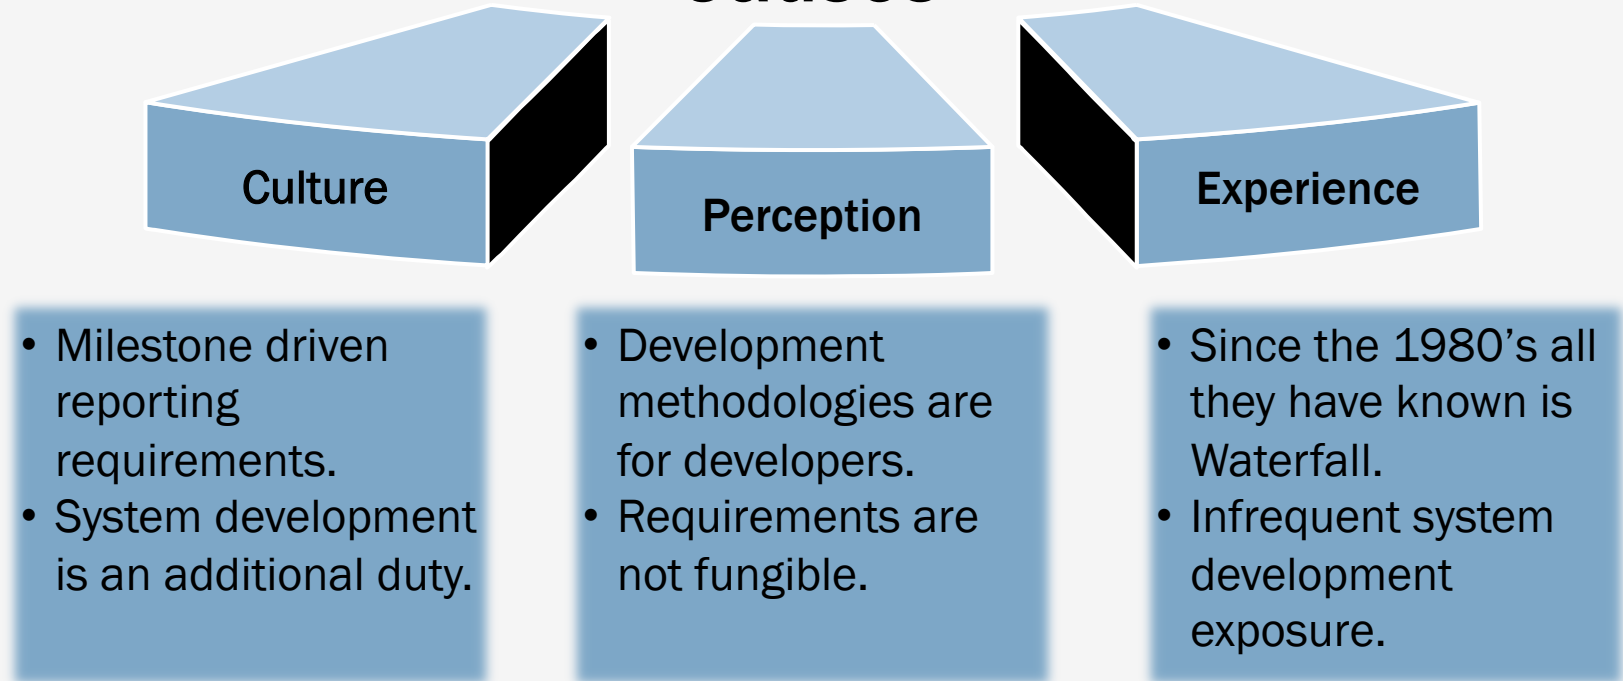 Culture
Perception
Experience
• Milestone driven
reporting
requirements.
• System development
is an additional duty.
• Development
methodologies are
for developers.
• Requirements are
not fungible.
• Since the 1980’s all
they have known is
Waterfall.
• Infrequent system
development
exposure.